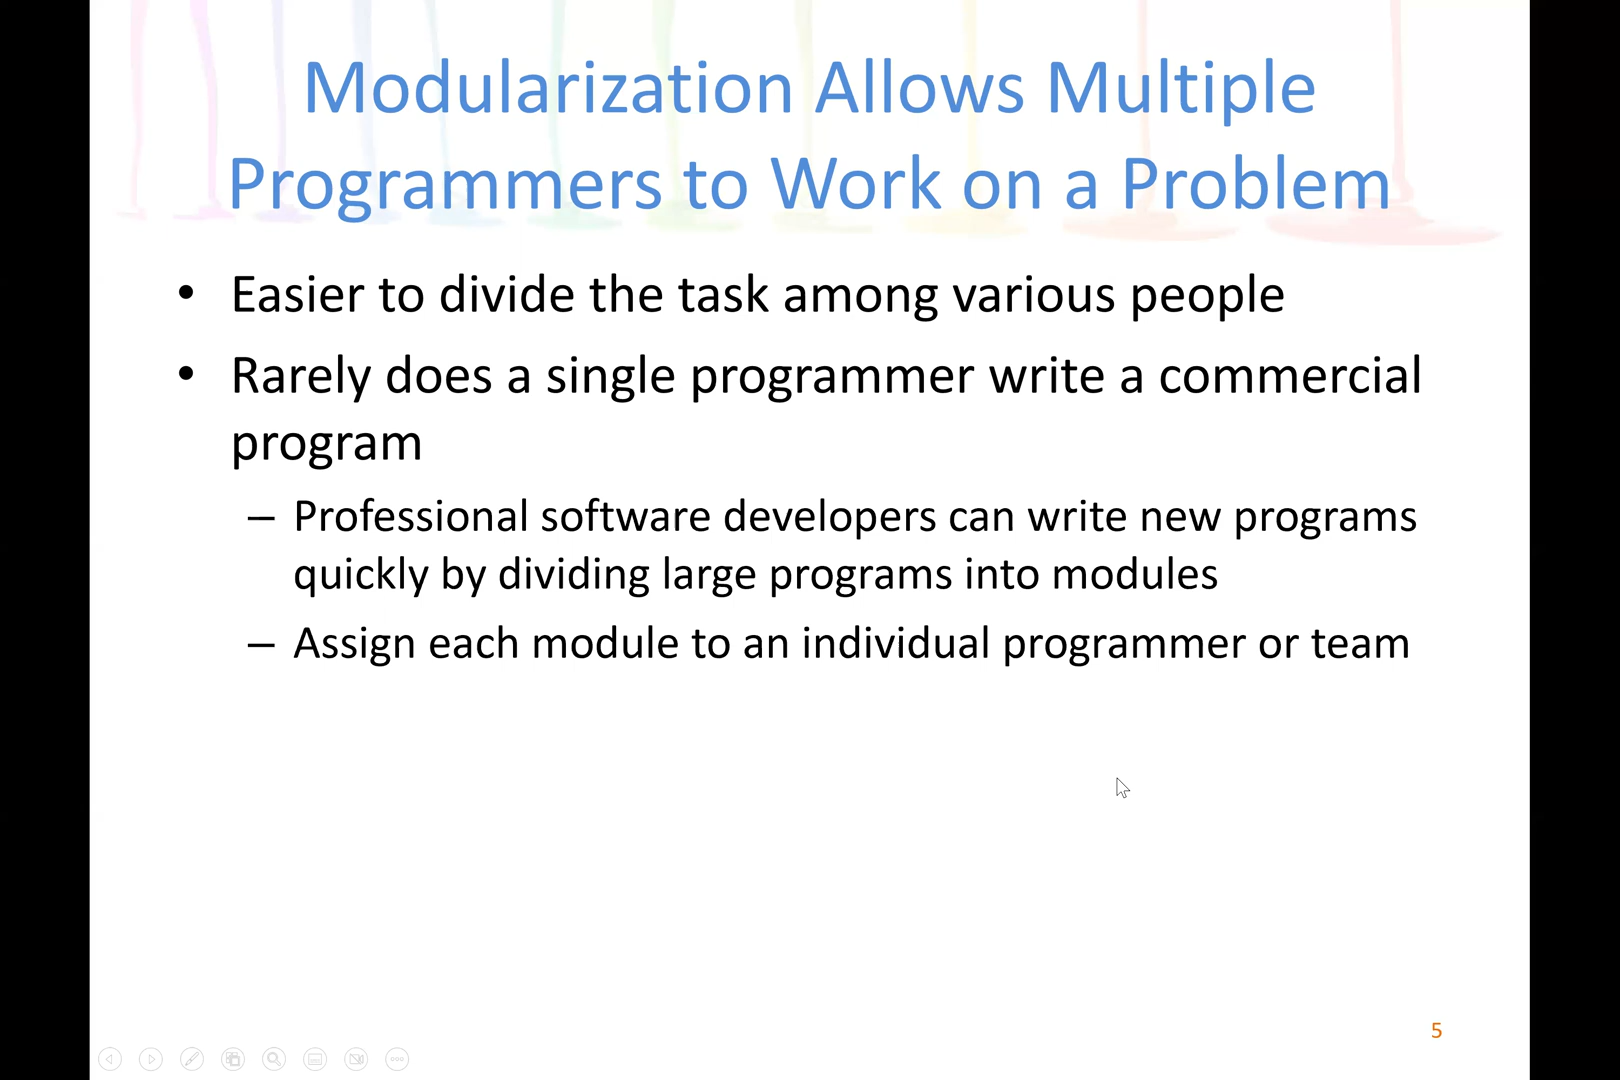 Modularization Allows Multiple
Programmers to Work on a Problem
• Easier to divide the task among various people
• Rarely does a single programmer write a commercial
program
– Professional software developers can write new programs
quickly by dividing large programs into modules
– Assign each module to an individual programmer or team
5